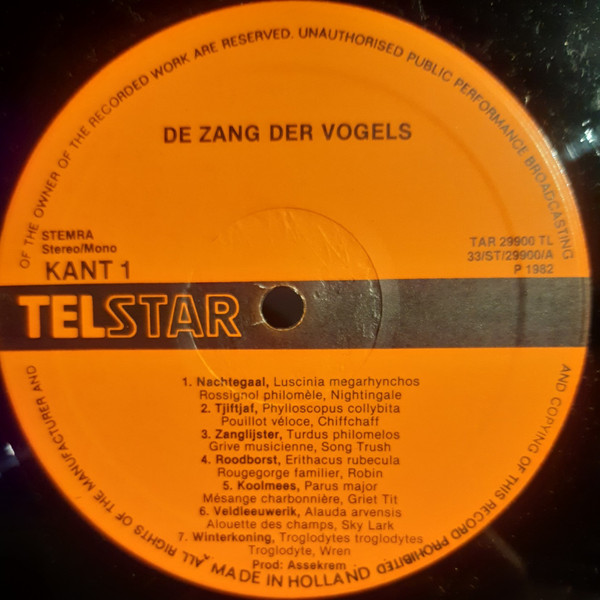 OF THE OWNER OF THE RECORDED WORK ARE RESERVED. UNAUTHORISED PUBLIC PERFORMANCE BROADCASTING
DE ZANG DER VOGELS
STEMRA
Stereo/Mono
KANT 1
TAR 29900 TL
33/ST/29900/A
P 1982
TELSTAR
1. Nachtegaal, Luscinia megarhynchos
Rossignol philomèle, Nightingale
2. Tjiftjaf, Phylloscopus collybita
Pouillot véloce, Chiffchaff
3. Zanglijster, Turdus philomelos
Grive musicienne, Song Trush
4. Roodborst, Erithacus rubecula
Rougegorge familier, Robin
5. Koolmees, Parus major
Mésange charbonnière, Griet Tit
6. Veldleeuwerik, Alauda arvensis
Alouette des champs, Sky Lark
7. Winterkoning, Troglodytes troglodytes
Troglodyte, Wren
Prod: Assekrem
AND COPYING OF THIS RECORD PROHIBITED
MADE IN HOLLAND
ALL RIGHTS OF THE MANUFACTURER AND